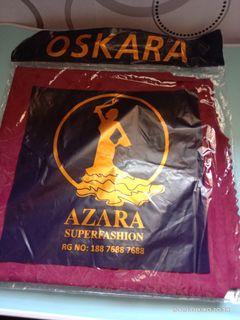 OSKARA
AZARA
SUPERFASHION
RG NO: 188 7688 7688